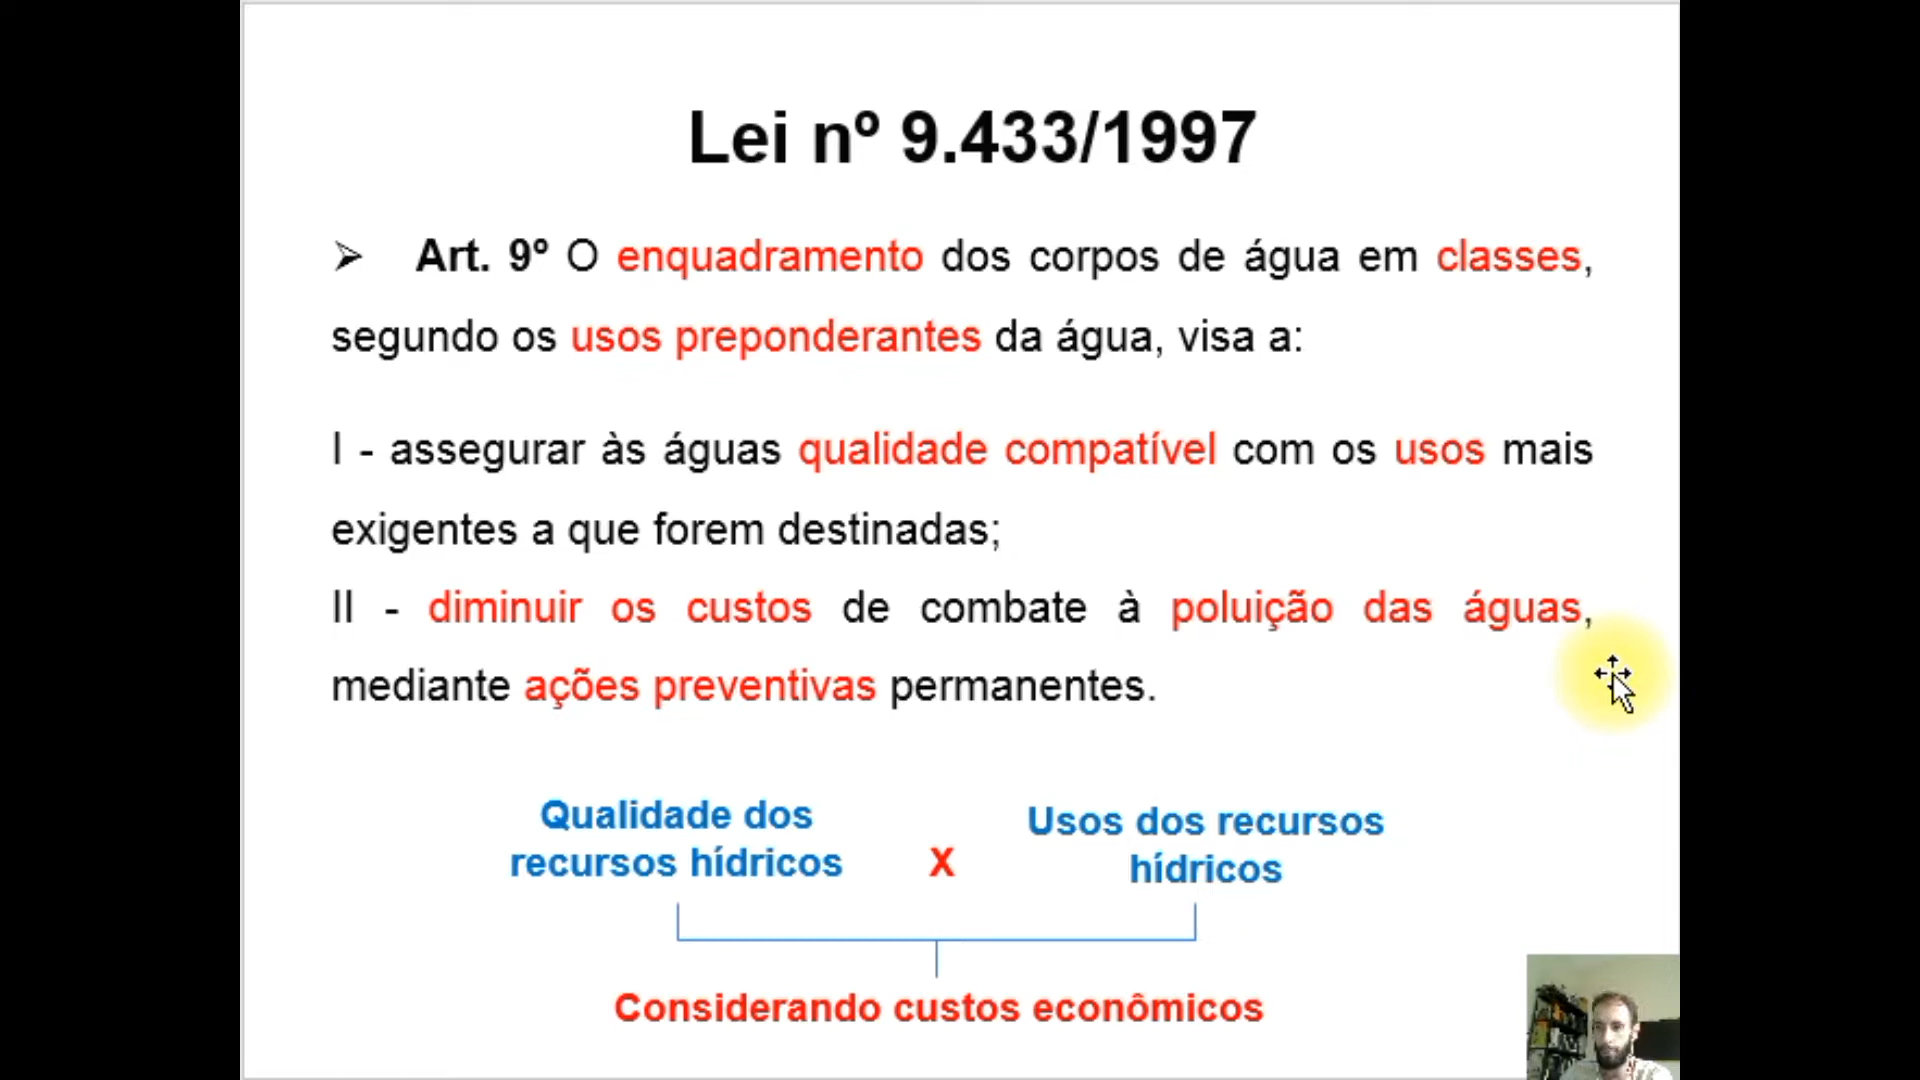 Lei nº 9.433/1997
➢ Art. 9º O enquadramento dos corpos de água em classes,
segundo os usos preponderantes da água, visa a:
I - assegurar às águas qualidade compatível com os usos mais
exigentes a que forem destinadas;
II - diminuir os custos de combate à poluição das águas,
mediante ações preventivas permanentes.
Qualidade dos
recursos hídricos
X
Usos dos recursos
hídricos
Considerando custos econômicos